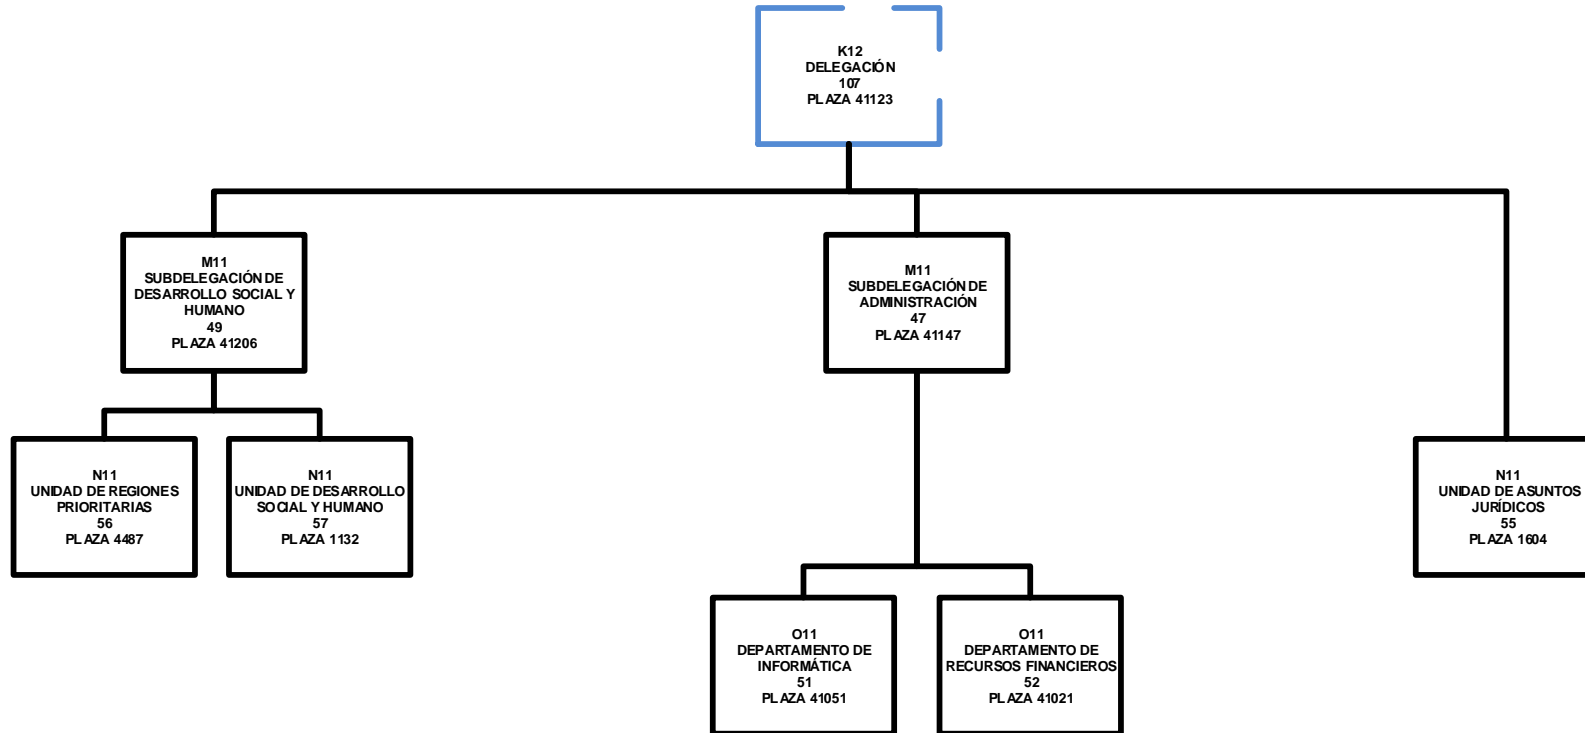 K12
DELEGACIÓN
107
PLAZA 41123
M11
SUBDELEGACIÓN DE
DESARROLLO SOCIAL Y
HUMANO
49
PLAZA 41206
M11
SUBDELEGACIÓN DE
ADMINISTRACIÓN
47
PLAZA 41147
N11
UNIDAD DE REGIONES
PRIORITARIAS
56
PLAZA 4487
N11
UNIDAD DE DESARROLLO
SOCIAL Y HUMANO
57
PLAZA 1132
N11
UNIDAD DE ASUNTOS
JURÍDICOS
55
PLAZA 1604
O11
DEPARTAMENTO DE
INFORMÁTICA
51
PLAZA 41051
O11
DEPARTAMENTO DE
RECURSOS FINANCIEROS
52
PLAZA 41021